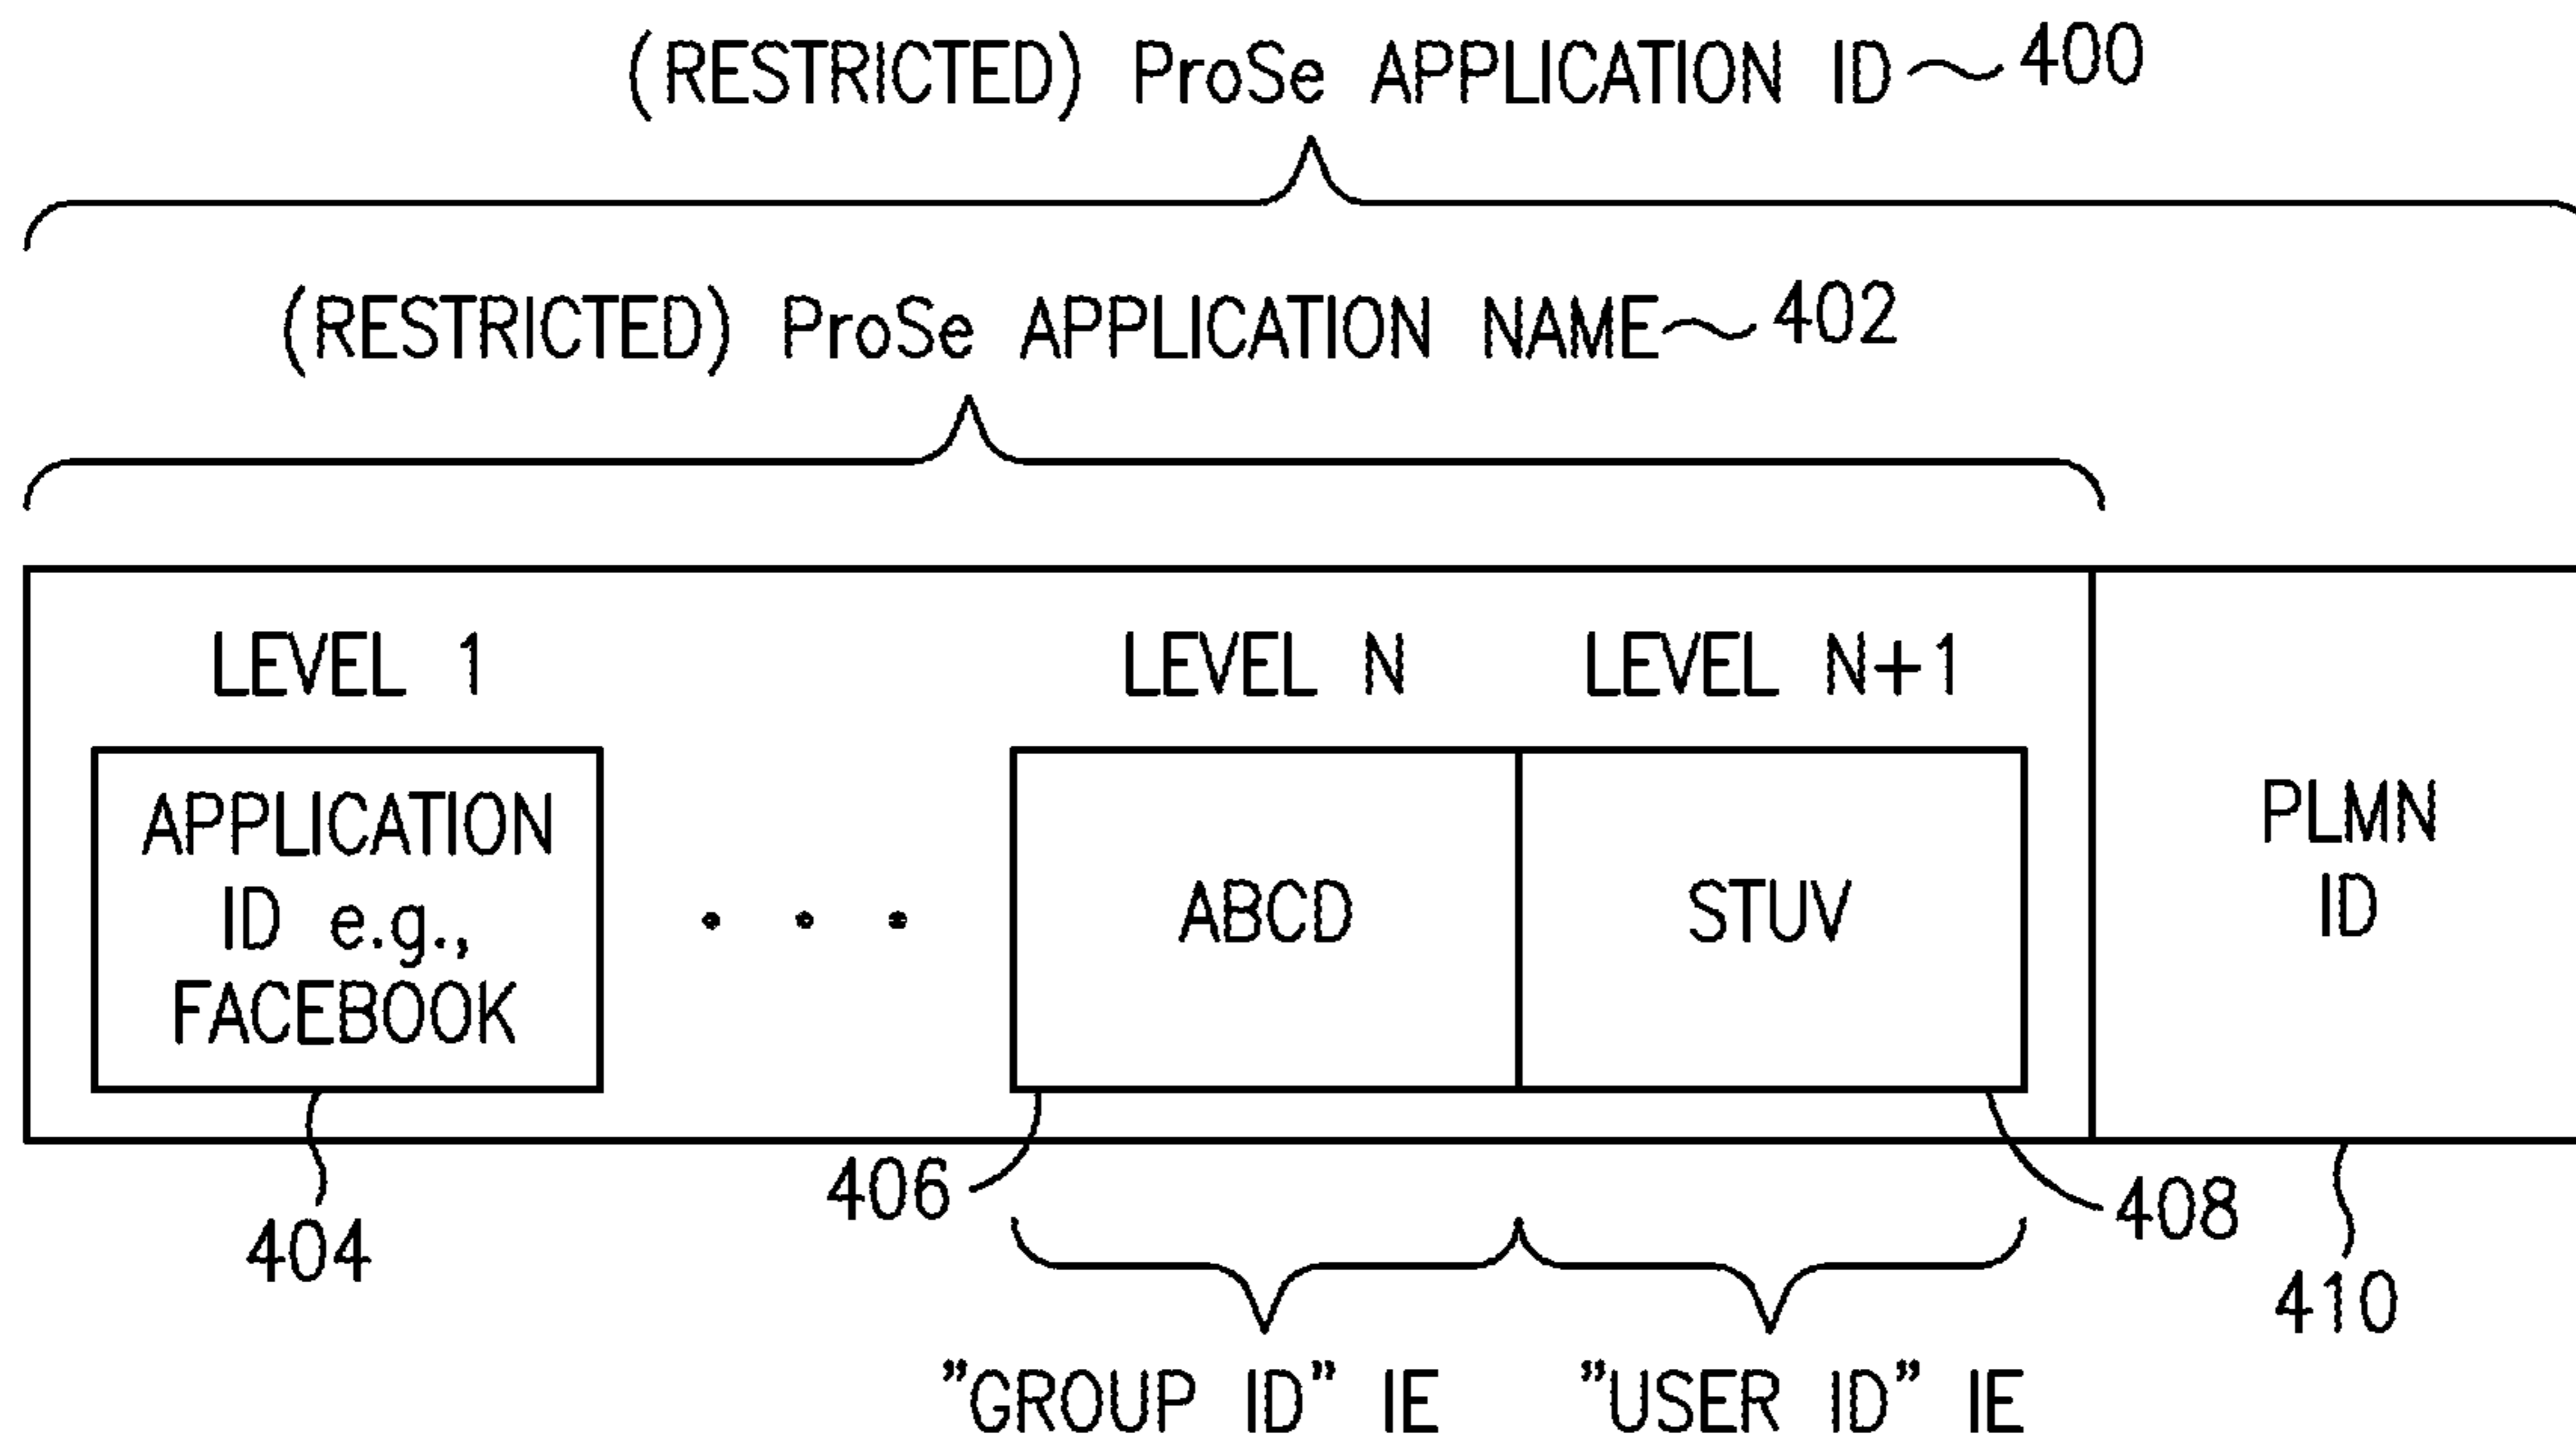 (RESTRICTED) ProSe APPLICATION ID 400
(RESTRICTED) ProSe APPLICATION NAME 402
LEVEL 1
LEVEL N
LEVEL N+1
APPLICATION
ID e.g.,
FACEBOOK
. . .
ABCD
STUV
PLMN
ID
404
406
408
410
"GROUP ID" IE
"USER ID" IE